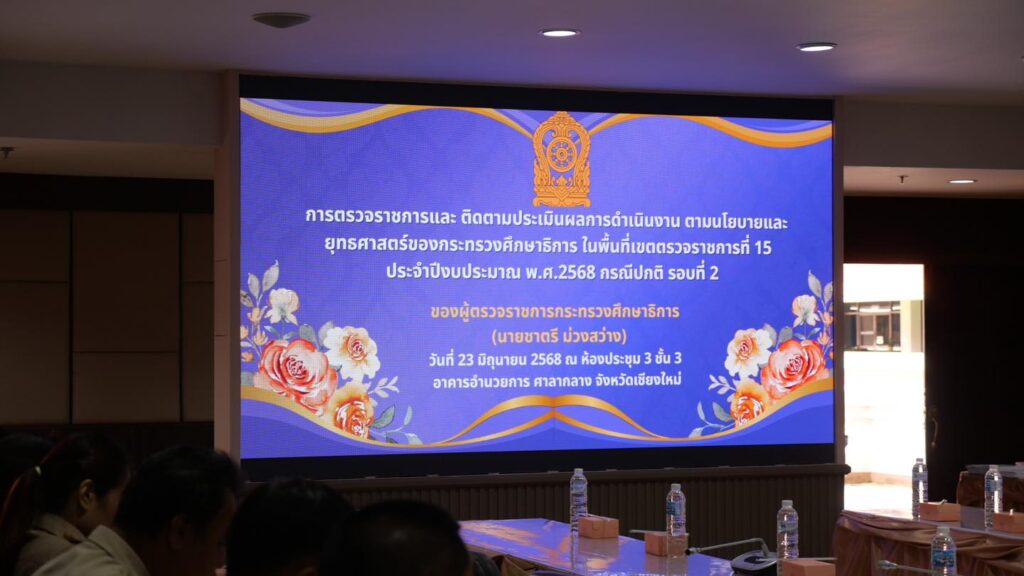 การตรวจราชการและ ติดตามประเมินผลการดำเนินงาน ตามนโยบายและ
ยุทธศาสตร์ของกระทรวงศึกษาธิการ ในพื้นที่เขตตรวจราชการที่ 15
ประจำปีงบประมาณ พ.ศ.2568 กรณีปกติ รอบที่ 2
ของผู้ตรวจราชการกระทรวงศึกษาธิการ
(นายชาตรี ม่วงสว่าง)
วันที่ 23 มิถุนายน 2568 ณ ห้องประชุม 3 ชั้น 3
อาคารอำนวยการ ศาลากลาง จังหวัดเชียงใหม่